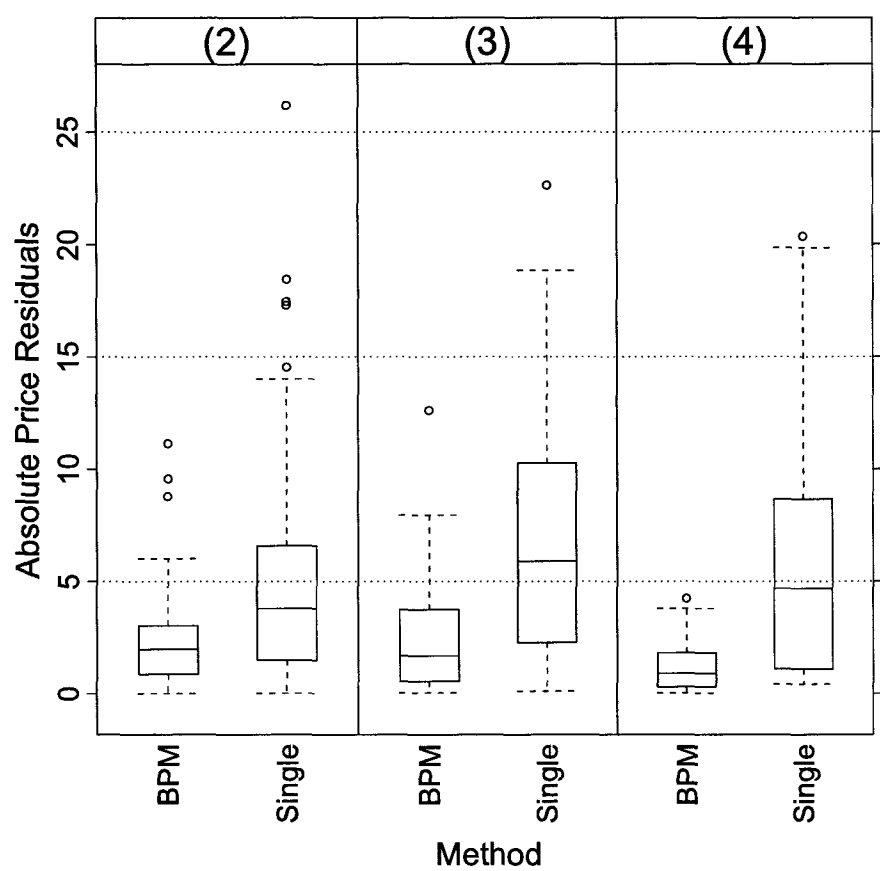 (2) (3) (4)
Absolute Price Residuals
25
20
15
10
5
0
BPM Single BPM Single BPM Single
Method